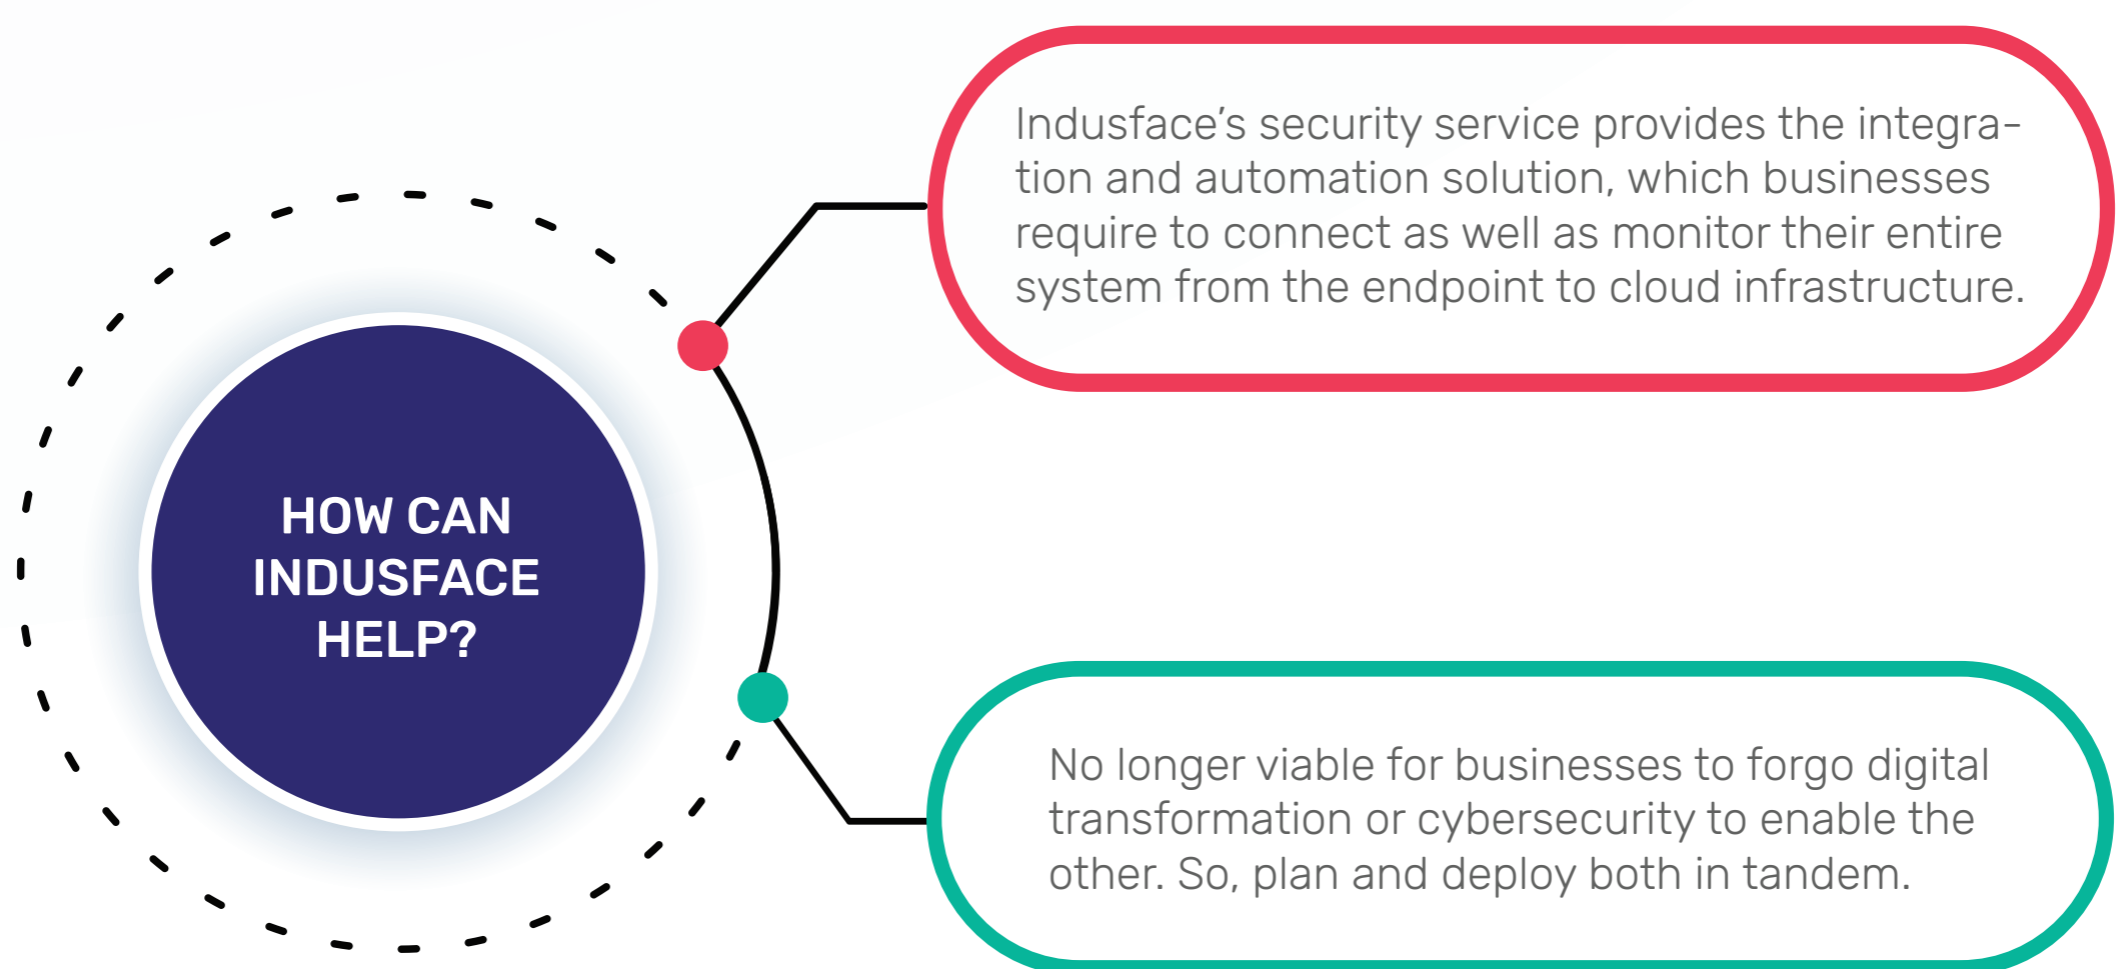 HOW CAN
INDUSFACE
HELP?
Indusface’s security service provides the integra-
tion and automation solution, which businesses
require to connect as well as monitor their entire
system from the endpoint to cloud infrastructure.
No longer viable for businesses to forgo digital
transformation or cybersecurity to enable the
other. So, plan and deploy both in tandem.